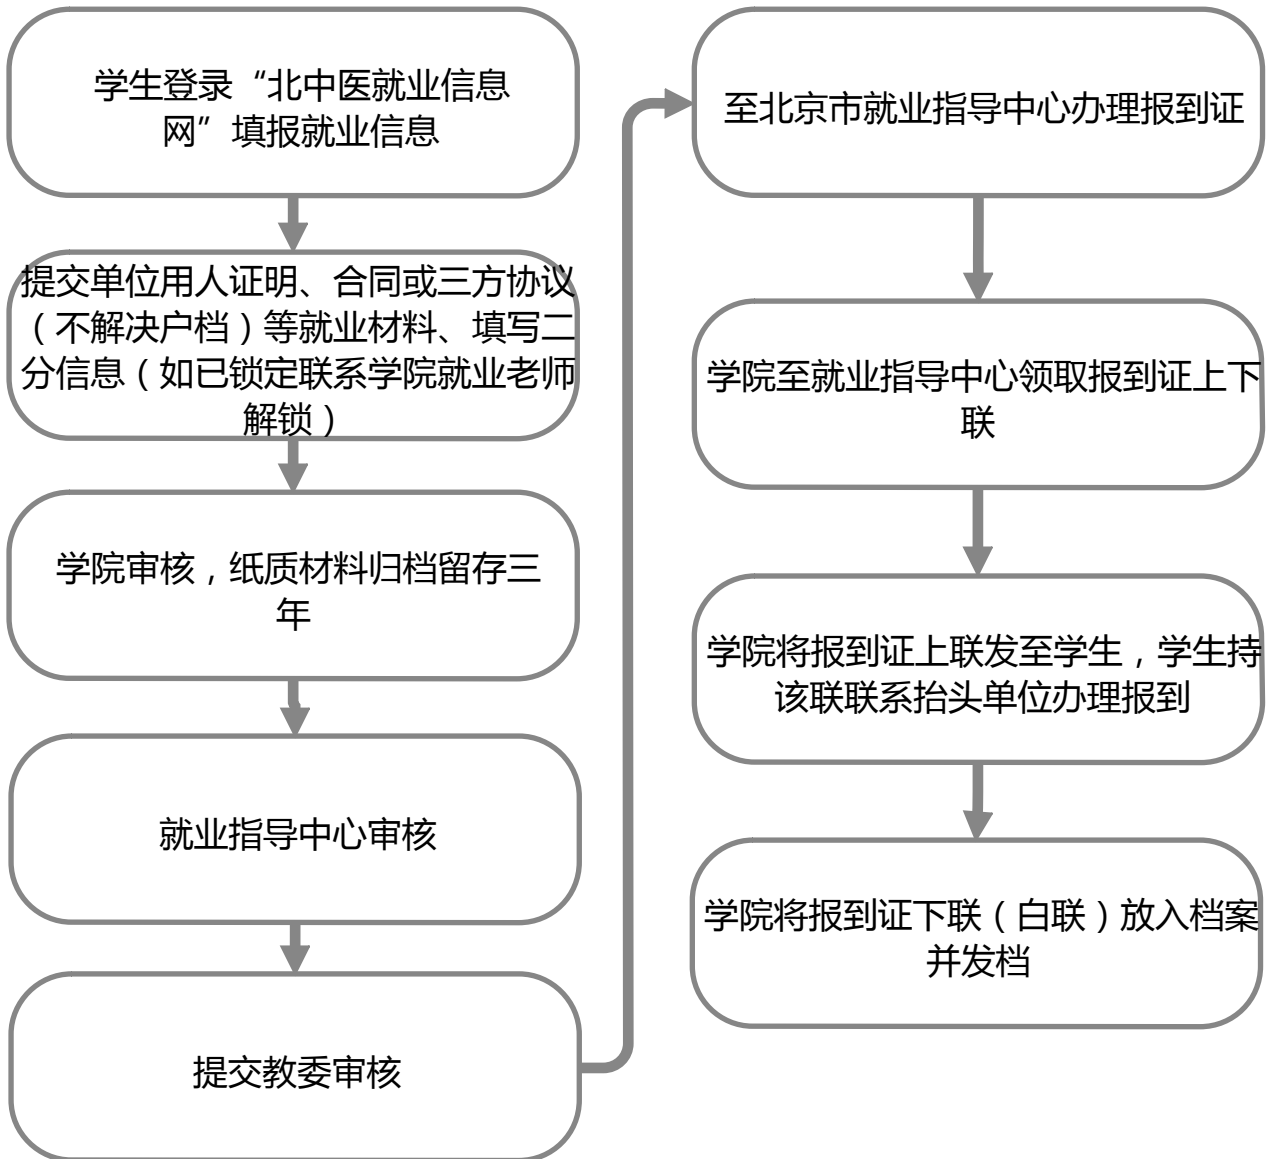 学生登录“北中医就业信息
网”填报就业信息
提交单位用人证明、合同或三方协议
（不解决户档）等就业材料、填写二
分信息（如已锁定联系学院就业老师
解锁）
学院审核，纸质材料归档留存三
年
就业指导中心审核
提交教委审核
至北京市就业指导中心办理报到证
学院至就业指导中心领取报到证上下
联
学院将报到证上联发至学生，学生持
该联联系抬头单位办理报到
学院将报到证下联（白联）放入档案
并发档